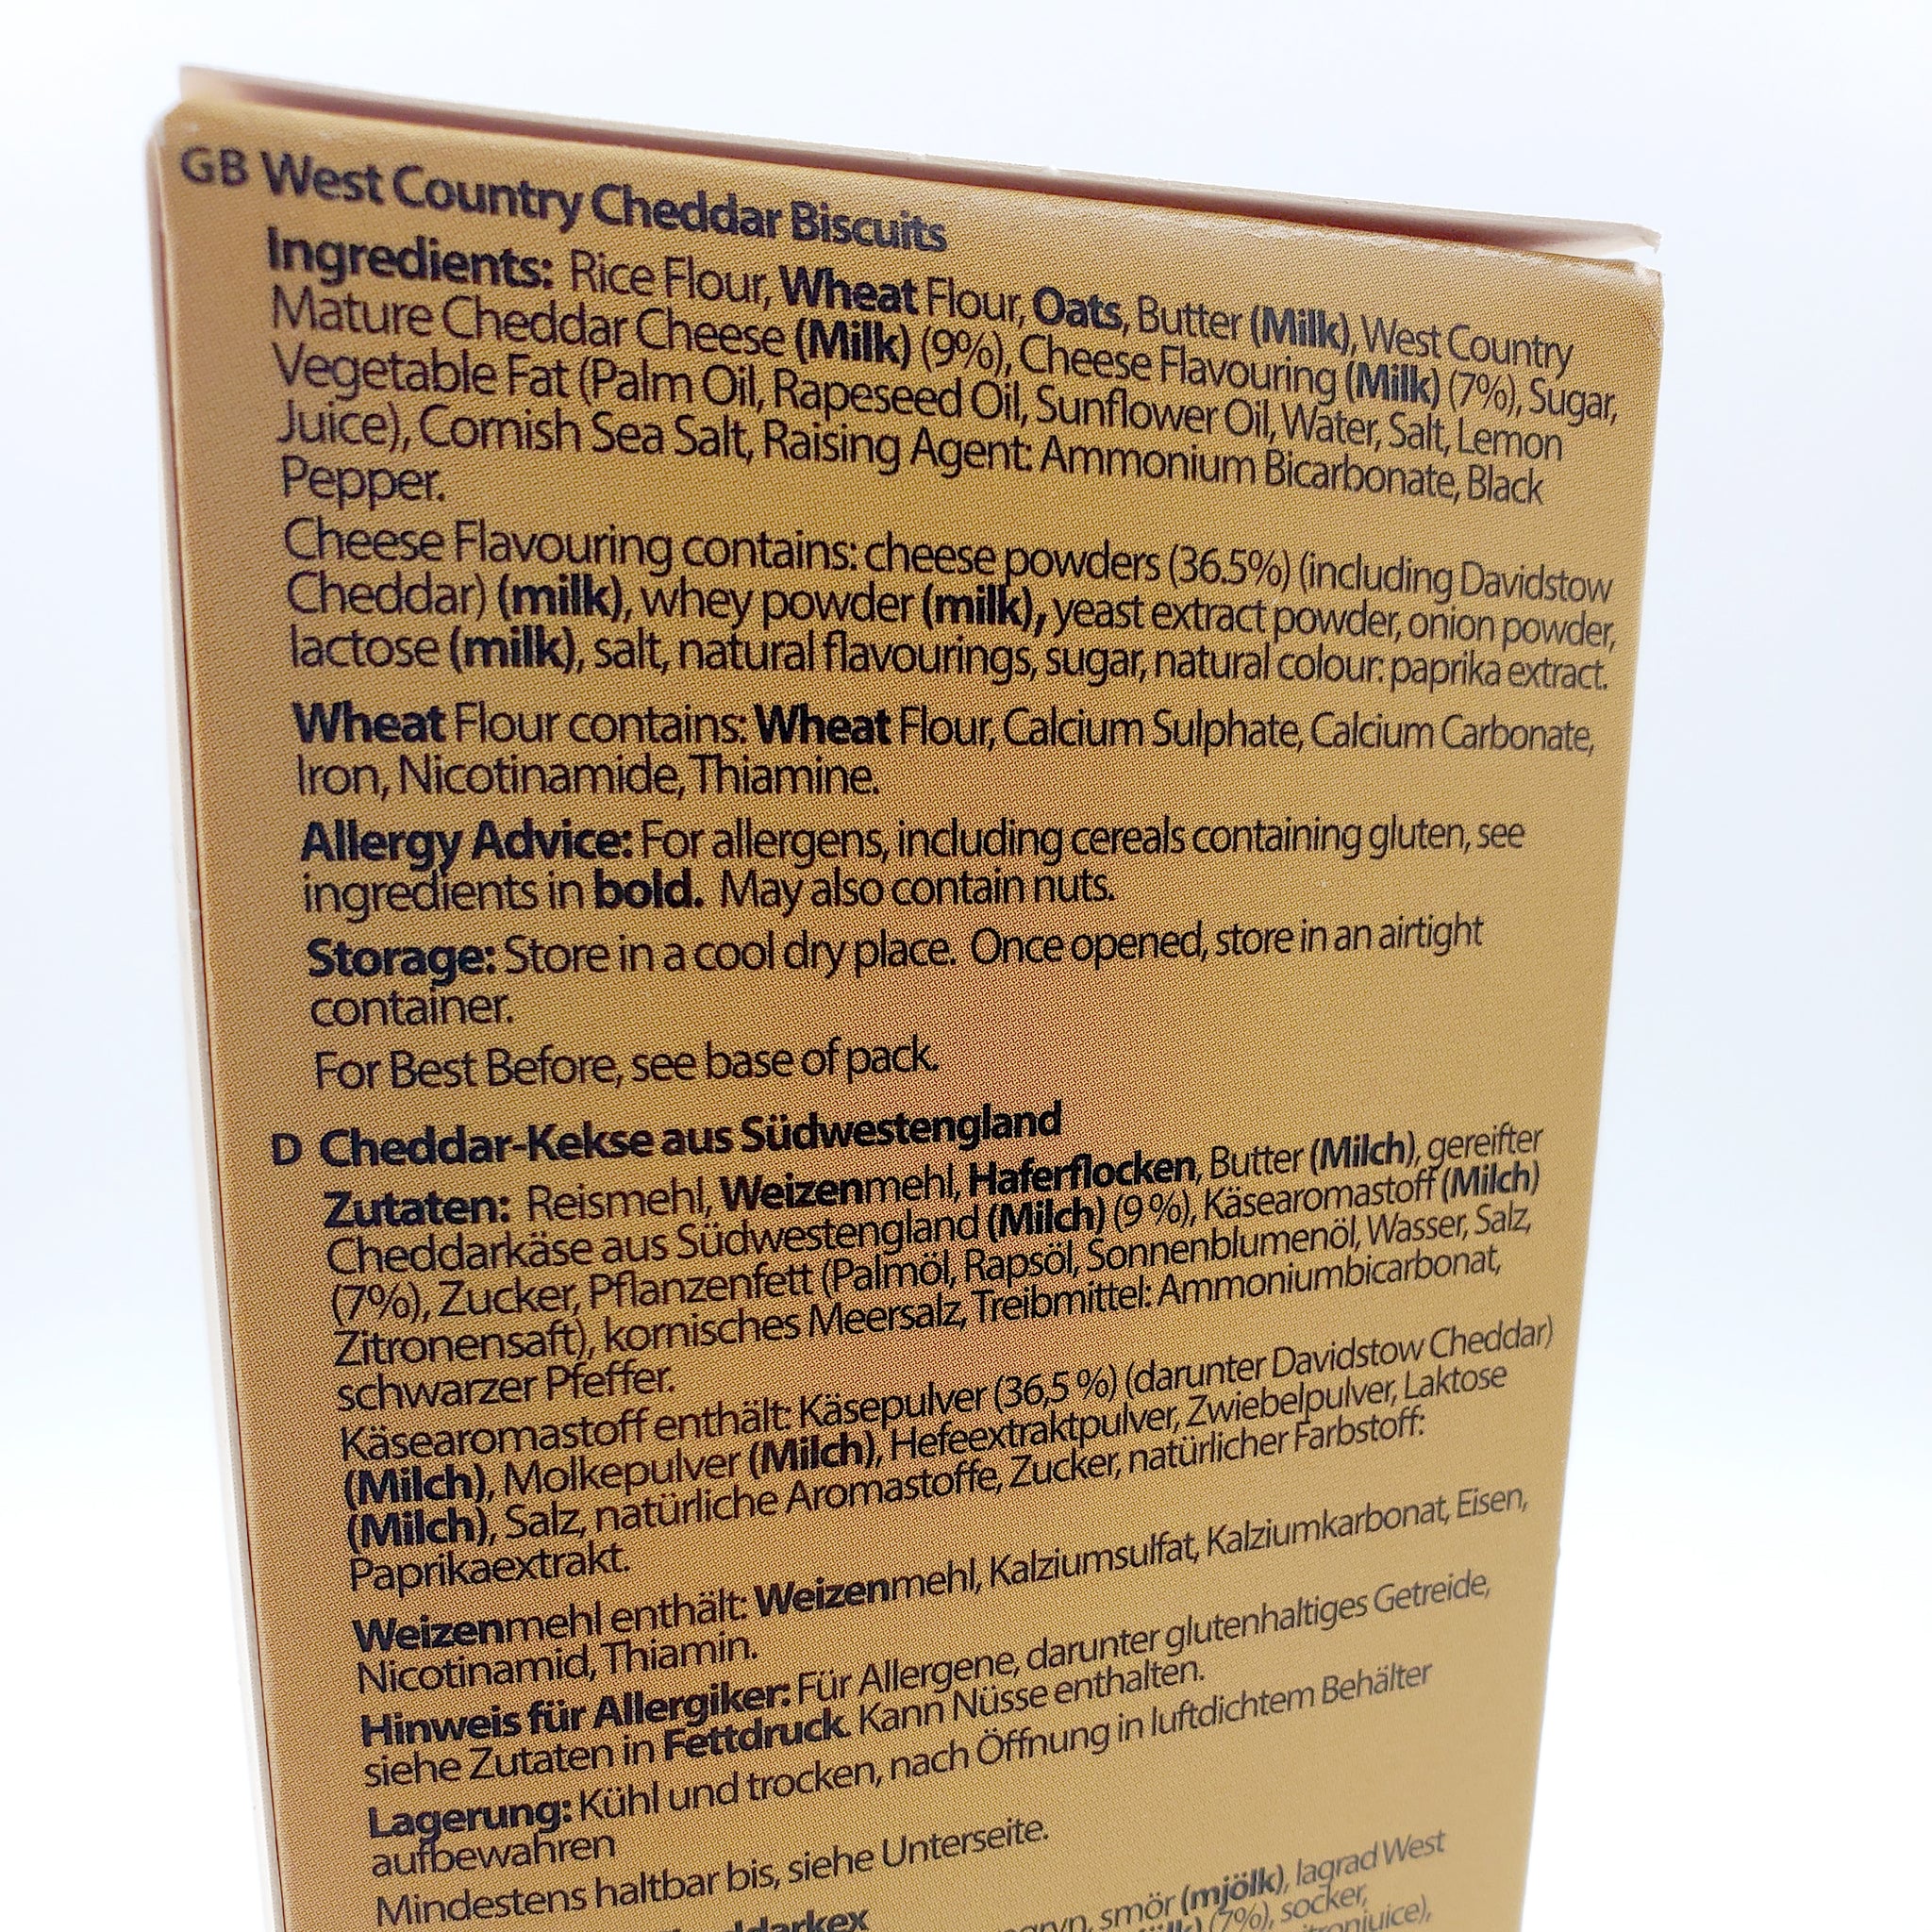 GB West Country Cheddar Biscuits
Ingredients: Rice Flour, Wheat Flour, Oats, Butter (Milk), West Country
Mature Cheddar Cheese (Milk) (9%), Cheese Flavouring (Milk) (7%), Sugar,
Vegetable Fat (Palm Oil, Rapeseed Oil, Sunflower Oil, Water, Salt, Lemon
Juice), Cornish Sea Salt, Raising Agent: Ammonium Bicarbonate, Black
Pepper.
Cheese Flavouring contains: cheese powders (36.5%) (including Davidstow
Cheddar) (milk), whey powder (milk), yeast extract powder, onion powder,
lactose (milk), salt, natural flavourings, sugar, natural colour: paprika extract.
Wheat Flour contains: Wheat Flour, Calcium Sulphate, Calcium Carbonate,
Iron, Nicotinamide, Thiamine.
Allergy Advice: For allergens, including cereals containing gluten, see
ingredients in bold. May also contain nuts.
Storage: Store in a cool dry place. Once opened, store in an airtight
container.
For Best Before, see base of pack.
D Cheddar-Kekse aus Südwestengland
Zutaten: Reismehl, Weizenmehl, Haferflocken, Butter (Milch), gereifter
Cheddarkäse aus Südwestengland (Milch) (9 %), Käsearomastoff (Milch)
(7%), Zucker, Pflanzenfett (Palmöl, Rapsöl, Sonnenblumenöl, Wasser, Salz,
Zitronensaft), kornisches Meersalz, Treibmittel: Ammoniumbicarbonat,
schwarzer Pfeffer.
Käsearomastoff enthält: Käsepulver (36,5 %) (darunter Davidstow Cheddar)
(Milch), Molkepulver (Milch), Hefeextraktpulver, Zwiebelpulver, Laktose
(Milch), Salz, natürliche Aromastoffe, Zucker, natürlicher Farbstoff:
Paprikaextrakt.
Weizenmehl enthält: Weizenmehl, Kalziumsulfat, Kalziumkarbonat, Eisen,
Nicotinamid, Thiamin.
Hinweis für Allergiker: Für Allergene, darunter glutenhaltiges Getreide,
siehe Zutaten in Fettdruck. Kann Nüsse enthalten.
Lagerung: Kühl und trocken, nach Öffnung in luftdichtem Behälter
aufbewahren
Mindestens haltbar bis, siehe Unterseite.
smör (mjölk), lagrad West
(7%), socker,